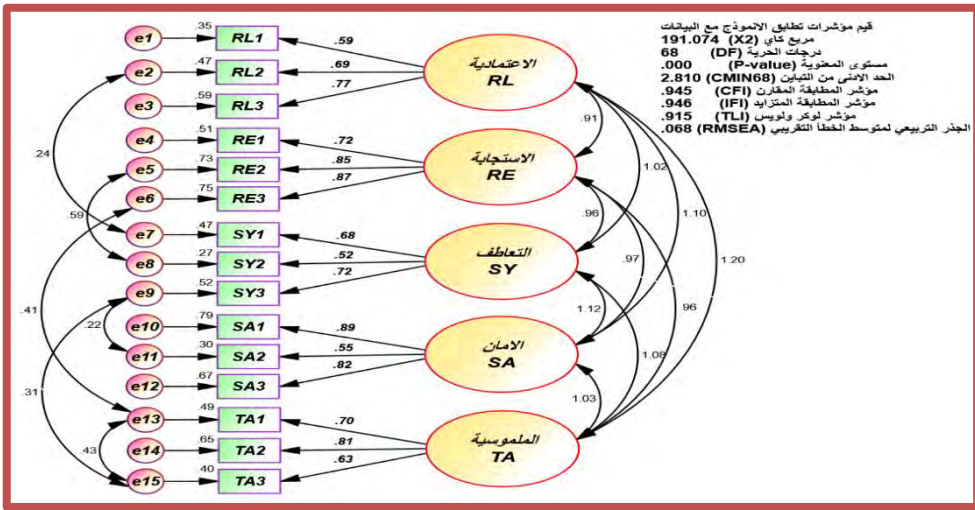 قيم مؤشرات تطابق الانموذج مع البيانات
مربع كاي (X2) 191.074
درجات الحرية (DF) 68
مستوى المعنوية (P-value) .000
الحد الادنى من التباين (CMIN68) 2.810
مؤشر المطابقة المقارن (CFI) .945
مؤشر المطابقة المتزايد (IFI) .946
مؤشر لوكر ولويس (TLI) .915
الجذر التربيعي لمتوسط الخطأ التقريبي (RMSEA) .068
e1 .35 RL1 .59
e2 .47 RL2 .69
e3 .59 RL3 .77
الاعتمادية
RL
e4 .51 RE1 .72
e5 .73 RE2 .85
e6 .75 RE3 .87
الاستجابة
RE
e7 .47 SY1 .68
e8 .27 SY2 .52
e9 .52 SY3 .72
التعاطف
SY
e10 .79 SA1 .89
e11 .30 SA2 .55
e12 .67 SA3 .82
الامان
SA
e13 .49 TA1 .70
e14 .65 TA2 .81
e15 .40 TA3 .63
الملموسية
TA
.24
.59
.41
.22
.31
.43
.91
1.02
1.10
.96
.97
1.20
1.12
.96
1.08
1.03